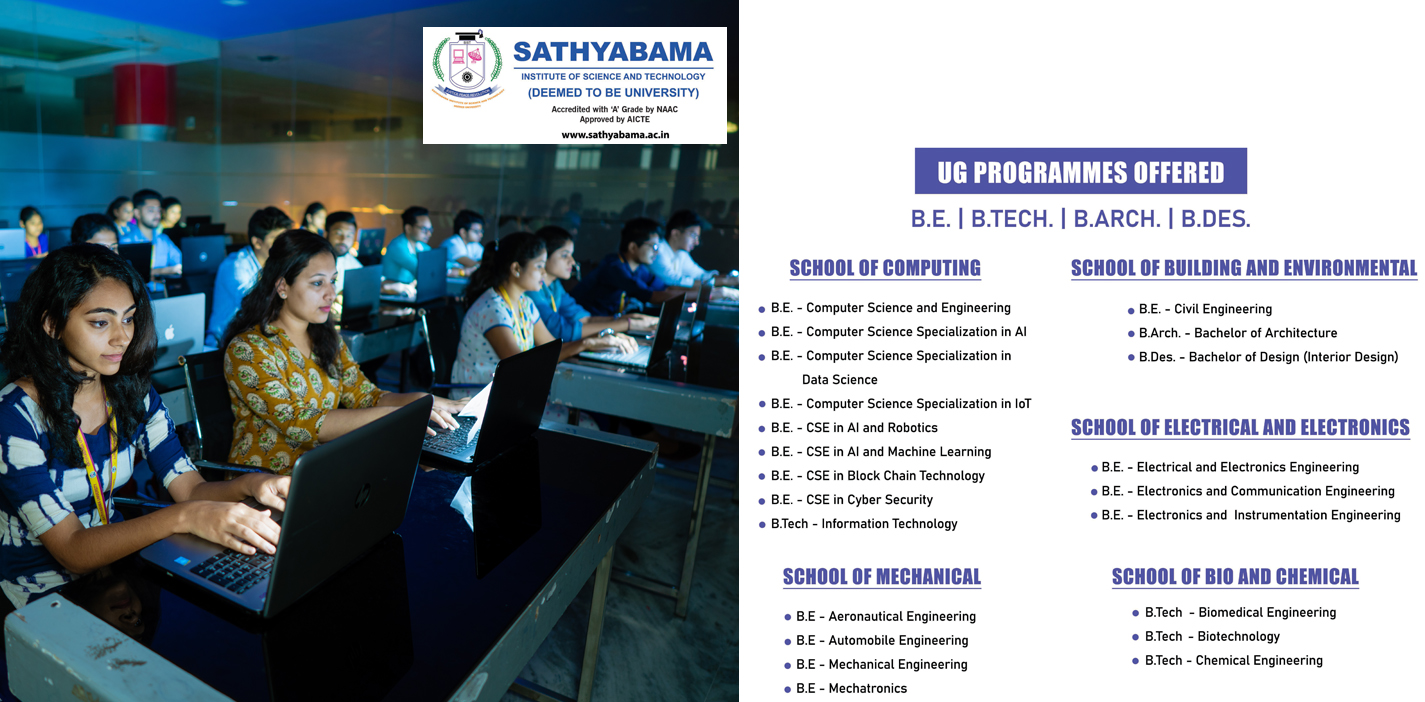 SATHYABAMA
INSTITUTE OF SCIENCE AND TECHNOLOGY
(DEEMED TO BE UNIVERSITY)
Accredited with ‘A’ Grade by NAAC
Approved by AICTE
www.sathyabama.ac.in
UG PROGRAMMES OFFERED
B.E. | B.TECH. | B.ARCH. | B.DES.
SCHOOL OF COMPUTING
B.E. - Computer Science and Engineering
B.E. - Computer Science Specialization in AI
B.E. - Computer Science Specialization in
Data Science
B.E. - Computer Science Specialization in IoT
B.E. - CSE in AI and Robotics
B.E. - CSE in AI and Machine Learning
B.E. - CSE in Block Chain Technology
B.E. - CSE in Cyber Security
B.Tech - Information Technology
SCHOOL OF MECHANICAL
B.E - Aeronautical Engineering
B.E - Automobile Engineering
B.E - Mechanical Engineering
B.E - Mechatronics
SCHOOL OF BUILDING AND ENVIRONMENTAL
B.E. - Civil Engineering
B.Arch. - Bachelor of Architecture
B.Des. - Bachelor of Design (Interior Design)
SCHOOL OF ELECTRICAL AND ELECTRONICS
B.E. - Electrical and Electronics Engineering
B.E. - Electronics and Communication Engineering
B.E. - Electronics and Instrumentation Engineering
SCHOOL OF BIO AND CHEMICAL
B.Tech - Biomedical Engineering
B.Tech - Biotechnology
B.Tech - Chemical Engineering